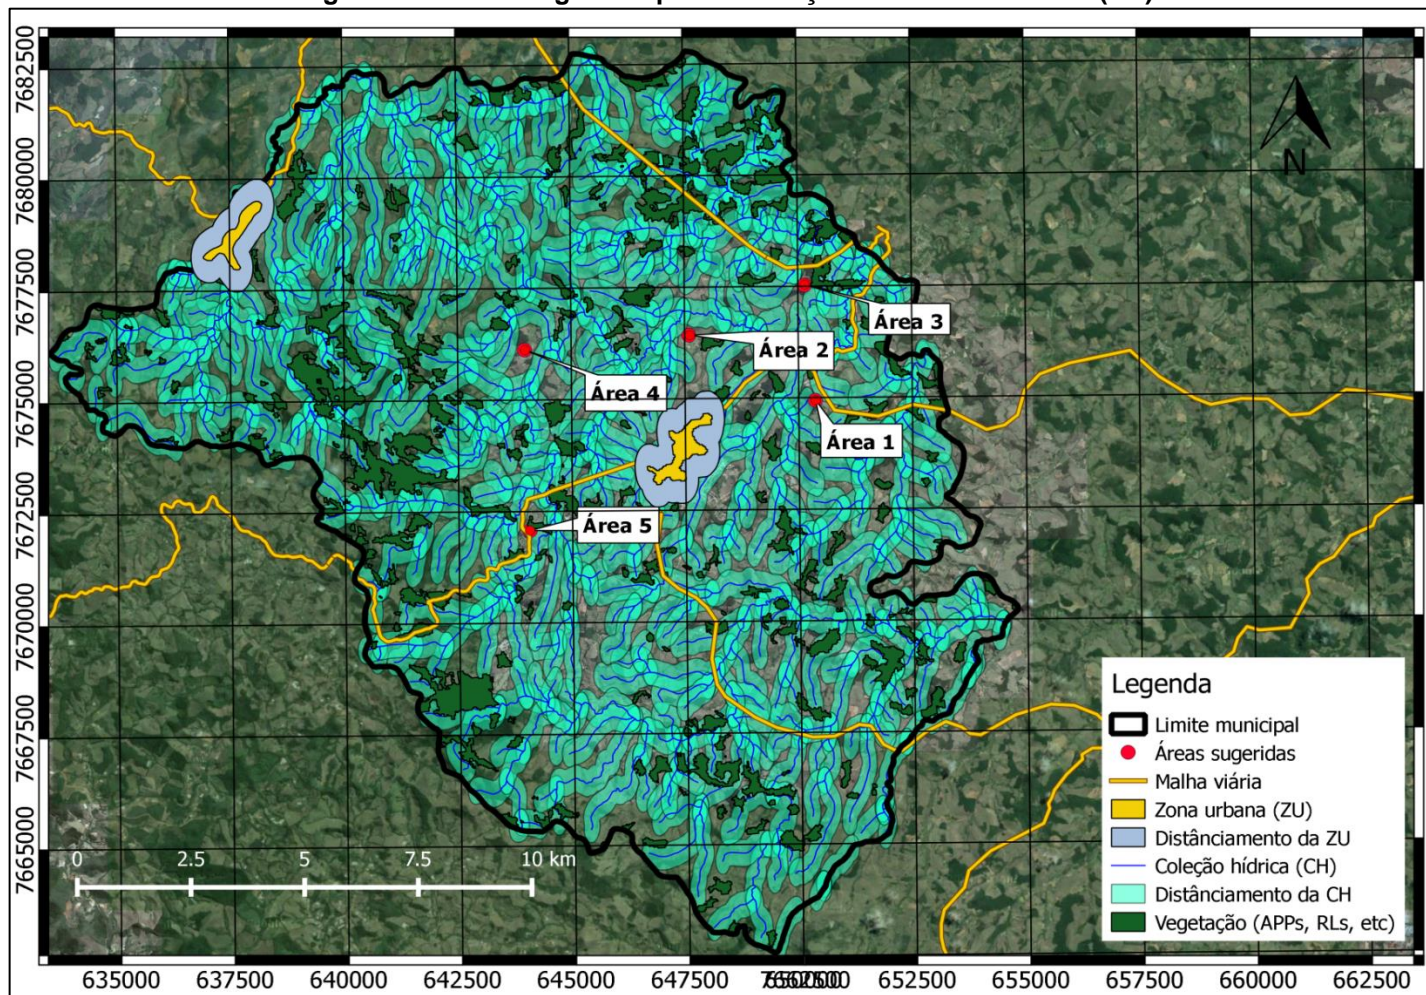 7682500
7680000
7677500
7675000
7672500
7670000
7667500
7665000
N
Área 3
Área 2
Área 4
Área 1
Área 5
Legenda
Limite municipal
Áreas sugeridas
Malha viária
Zona urbana (ZU)
Distânciamento da ZU
Coleção hídrica (CH)
Distânciamento da CH
Vegetação (APPs, RLs, etc)
0 2.5 5 7.5 10 km
635000 637500 640000 642500 645000 647500 650000 652500 655000 657500 660000 662500